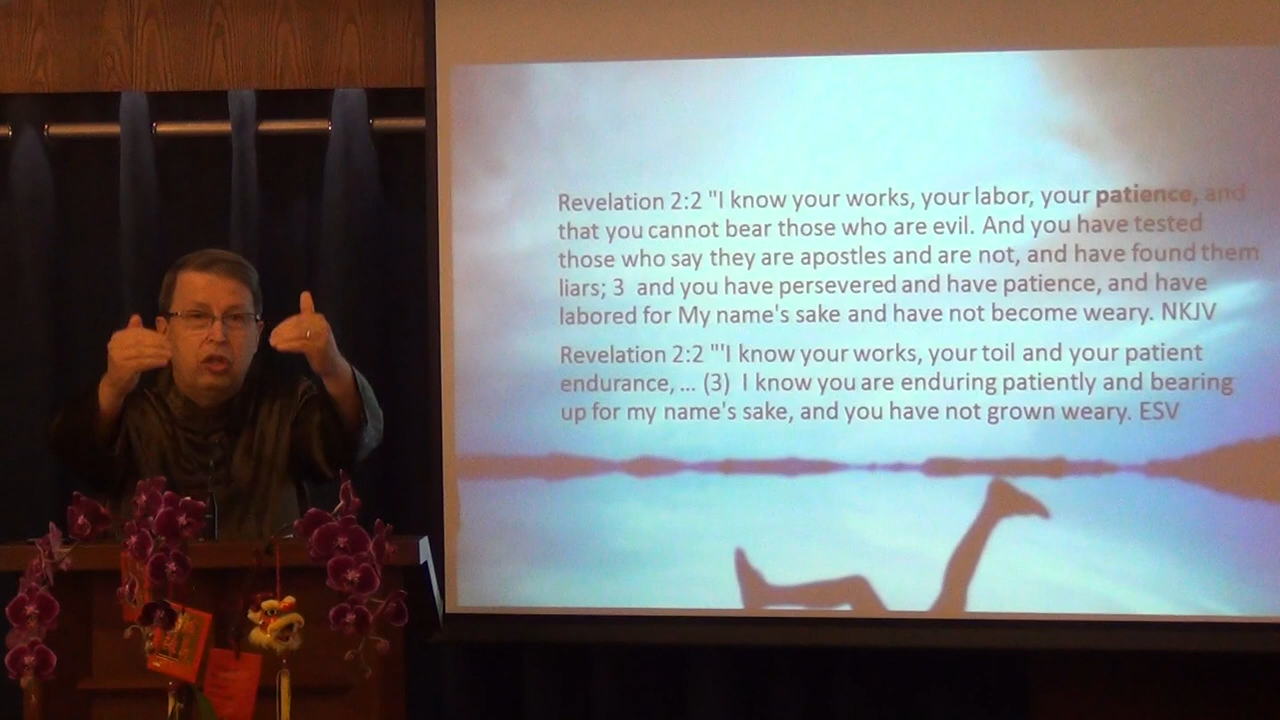 Revelation 2:2 "I know your works, your labor, your patience, and
that you cannot bear those who are evil. And you have tested
those who say they are apostles and are not, and have found them
liars; 3 and you have persevered and have patience, and have
labored for My name's sake and have not become weary. NKJV
Revelation 2:2 "'I know your works, your toil and your patient
endurance, ... (3) I know you are enduring patiently and bearing
up for my name's sake, and you have not grown weary. ESV